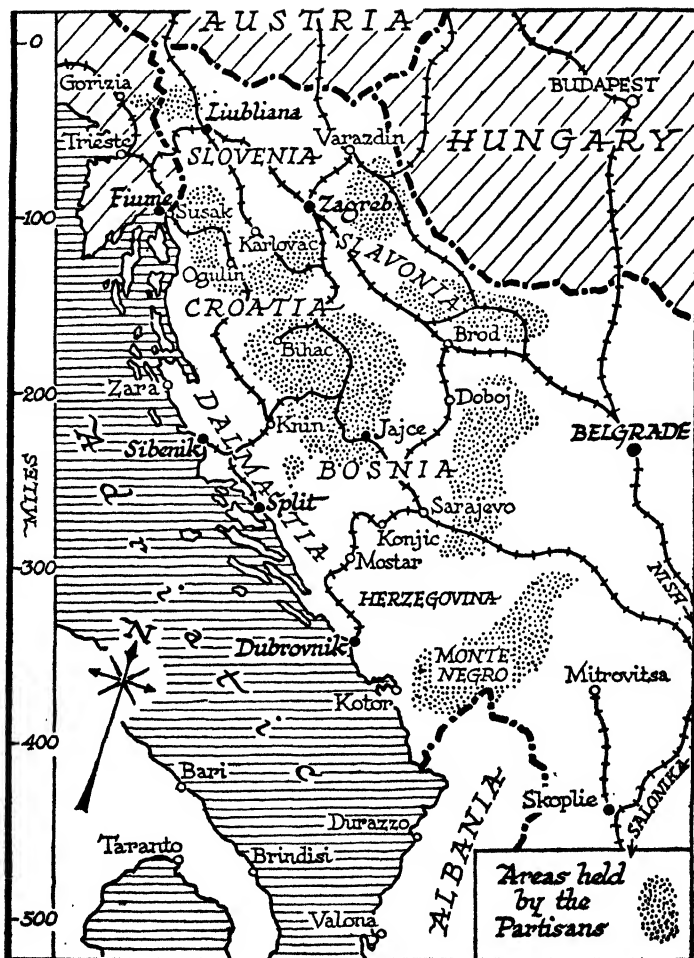 AUSTRIA
0
Gorizia
BUDAPEST
Liubliana
Trieste
Varazdin
HUNGARY
SLOVENIA
Fiume
Susak
Zagreb
100
Karlovac
SLAVONIA
Ogulin
CROATIA
Bihac
Brod
200
Zara
Doboj
DALMATIA
Knin
Jajce
Sibenik
BELGRADE
BOSNIA
MILES
Split
Sarajevo
Konjic
Mostar
300
NISH
HERZEGOVINA
Adriatic
N
Dubrovnik
MONTE
NEGRO
Mitrovitsa
Kotor
400
Bari
Skoplie
SALONIKA
Durazzo
ALBANIA
Taranto
Brindisi
Areas held
by the
Partisans
500
Valona